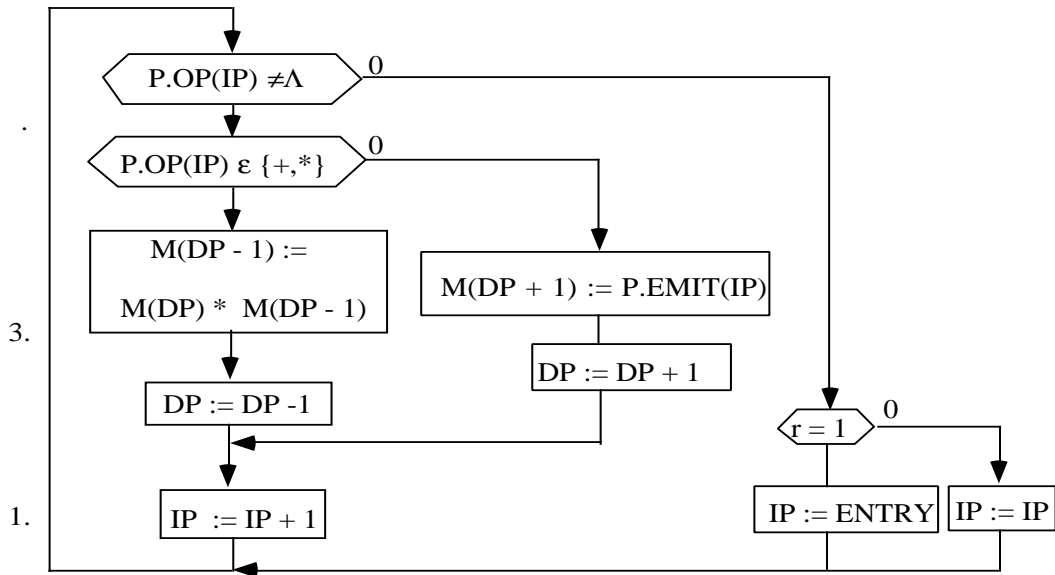 P.OP(IP) ≠Λ
0
.
P.OP(IP) ε {+,*}
0
M(DP - 1) :=
M(DP) * M(DP - 1)
M(DP + 1) := P.EMIT(IP)
3.
DP := DP + 1
DP := DP -1
r = 1
0
1.
IP := IP + 1
IP := ENTRY
IP := IP